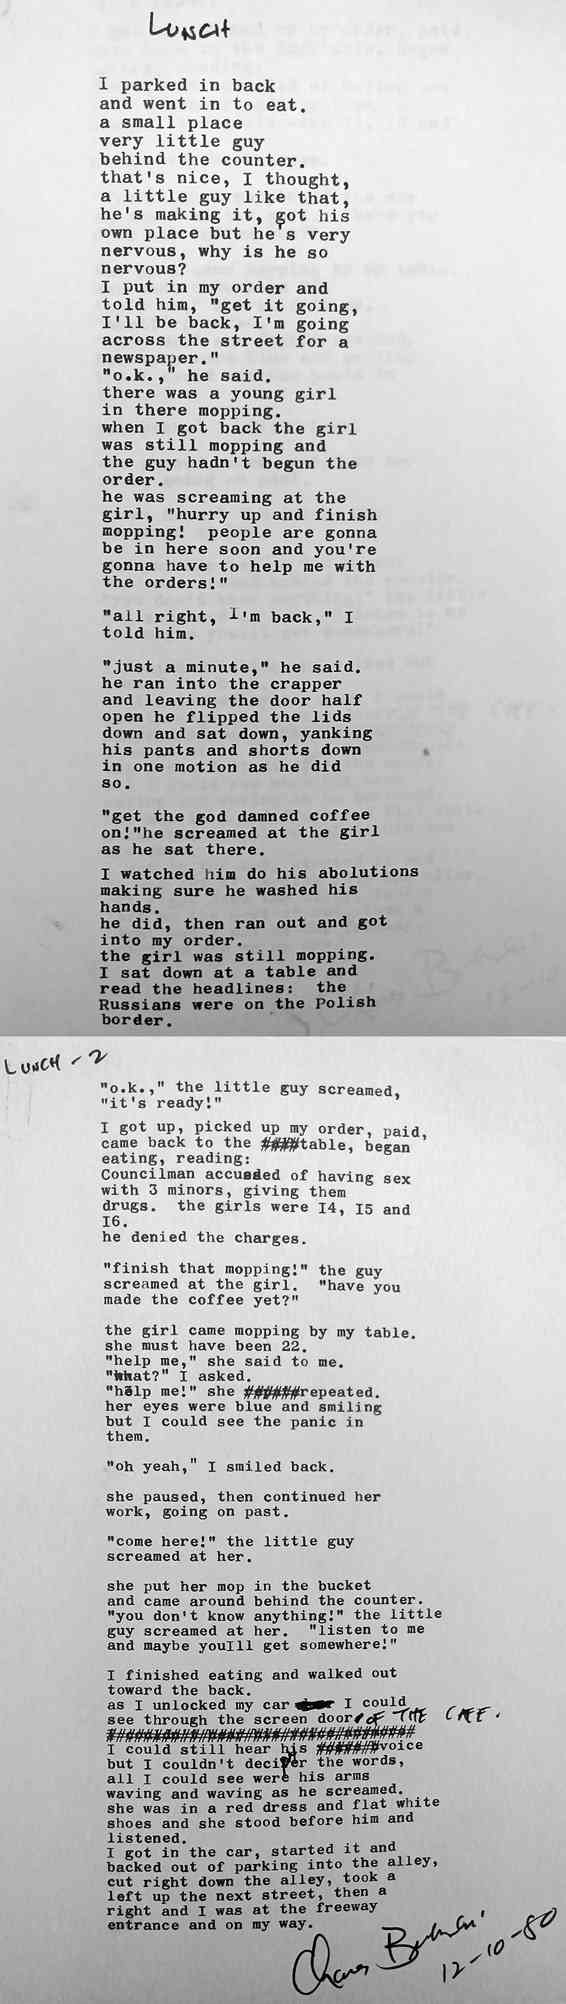 LUNCH
I parked in back
and went in to eat.
a small place
very little guy
behind the counter.
that's nice, I thought,
a little guy like that,
he's making it, got his
own place but he's very
nervous, why is he so
nervous?
I put in my order and
told him, "get it going,
I'll be back, I'm going
across the street for a
newspaper."
"o.k.," he said.
there was a young girl
in there mopping.
when I got back the girl
was still mopping and
the guy hadn't begun the
order.
he was screaming at the
girl, "hurry up and finish
mopping!  people are gonna
be in here soon and you're
gonna have to help me with
the orders!"
"all right, I'm back," I
told him.
"just a minute," he said.
he ran into the crapper
and leaving the door half
open he flipped the lids
down and sat down, yanking
his pants and shorts down
in one motion as he did
so.
"get the god damned coffee
on!"he screamed at the girl
as he sat there.
I watched him do his abolutions
making sure he washed his
hands.
he did, then ran out and got
into my order.
the girl was still mopping.
I sat down at a table and
read the headlines:  the
Russians were on the Polish
border.
LUNCH - 2
"o.k.," the little guy screamed,
"it's ready!"
I got up, picked up my order, paid,
came back to the ####table, began
eating, reading:
Councilman accused of having sex
with 3 minors, giving them
drugs.  the girls were I4, I5 and
I6.
he denied the charges.
"finish that mopping!" the guy
screamed at the girl.  "have you
made the coffee yet?"
the girl came mopping by my table.
she must have been 22.
"help me," she said to me.
"what?" I asked.
"help me!" she ######repeated.
her eyes were blue and smiling
but I could see the panic in
them.
"oh yeah," I smiled back.
she paused, then continued her
work, going on past.
"come here!" the little guy
screamed at her.
she put her mop in the bucket
and came around behind the counter.
"you don't know anything!" the little
guy screamed at her.  "listen to me
and maybe youIll get somewhere!"
I finished eating and walked out
toward the back.
as I unlocked my car I could
see through the screen door OF THE CAFE.
######################################
I could still hear his #######voice
but I couldn't decipher the words,
all I could see were his arms
waving and waving as he screamed.
she was in a red dress and flat white
shoes and she stood before him and
listened.
I got in the car, started it and
backed out of parking into the alley,
cut right down the alley, took a
left up the next street, then a
right and I was at the freeway
entrance and on my way.
Charles Bukowski
12-10-80